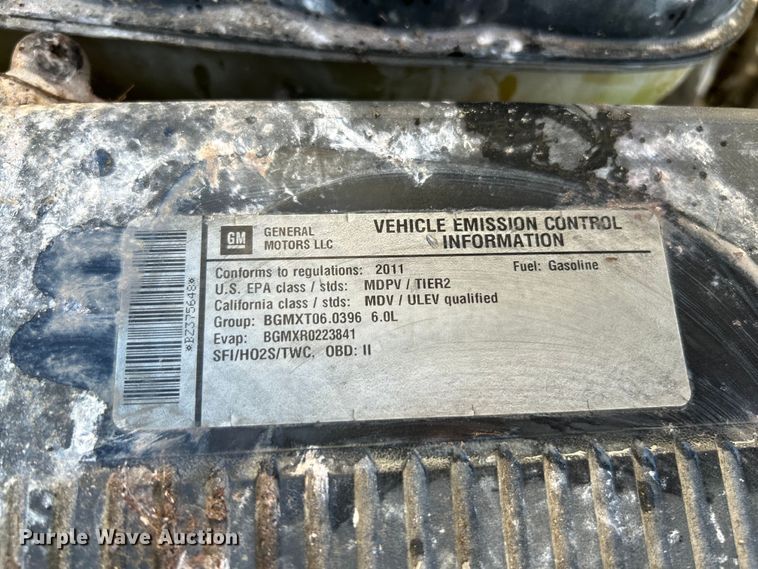 GM
GENERAL
MOTORS LLC
VEHICLE EMISSION CONTROL
INFORMATION
Conforms to regulations: 2011 Fuel: Gasoline
U.S. EPA class / stds: MDPV / TIER2
California class / stds: MDV / ULEV qualified
Group: BGMXT06.0396 6.0L
Evap: BGMXR0223841
SFI/HO2S/TWC, OBD: II
*BZ375648*
Purple Wave Auction